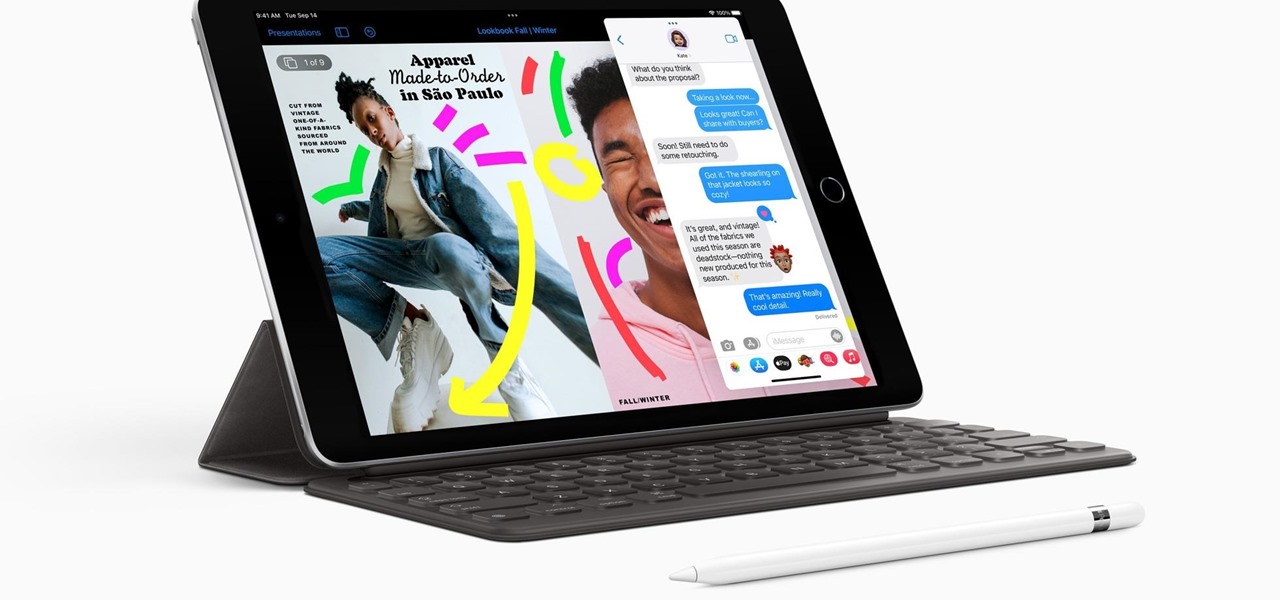 9:41 AM Tue Sep 14
100%
Presentations
Lookbook Fall | Winter
1 of 9
Apparel
Made-to-Order
in São Paulo
CUT FROM
VINTAGE
ONE-OF-A-
KIND FABRICS
SOURCED
FROM AROUND
THE WORLD
FALL/WINTER
Kate
What do you think
about the proposal?
Taking a look now...
Looks great! Can I
share with buyers?
Soon! Still need to do
some retouching.
Got it. The shearling on
that jacket looks so
cozy!
It's great, and vintage!
All of the fabrics we
used this season are
deadstock—nothing
new produced for this
season. ✨
That's amazing! Really
cool detail.
Delivered
iMessage
Pay